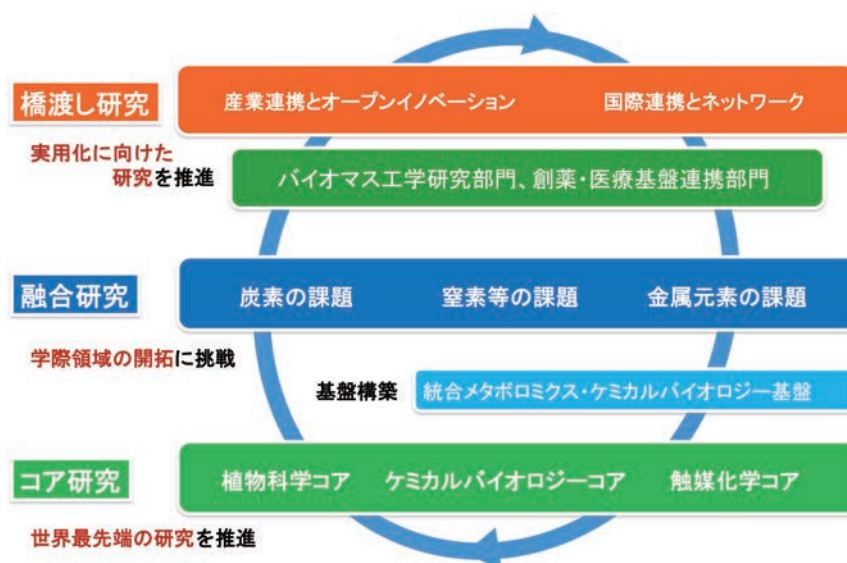 橋渡し研究
産業連携とオープンイノベーション
国際連携とネットワーク
実用化に向けた
研究を推進
バイオマス工学研究部門、創薬・医療基盤連携部門
融合研究
炭素の課題
窒素等の課題
金属元素の課題
学際領域の開拓に挑戦
基盤構築
統合メタボロミクス・ケミカルバイオロジー基盤
コア研究
植物科学コア
ケミカルバイオロジーコア
触媒化学コア
世界最先端の研究を推進